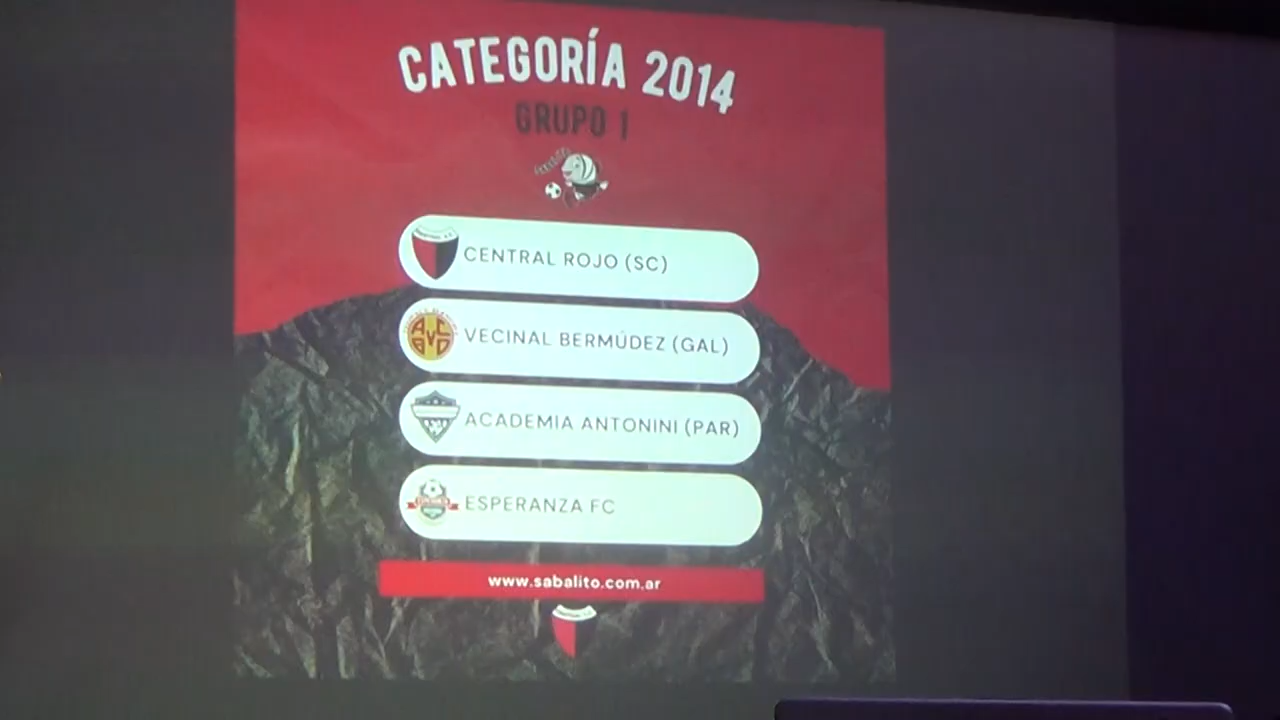 CATEGORÍA 2014
GRUPO 1
CENTRAL ROJO (SC)
VECINAL BERMÚDEZ (GAL)
ACADEMIA ANTONINI (PAR)
ESPERANZA FC
www.sabalito.com.ar